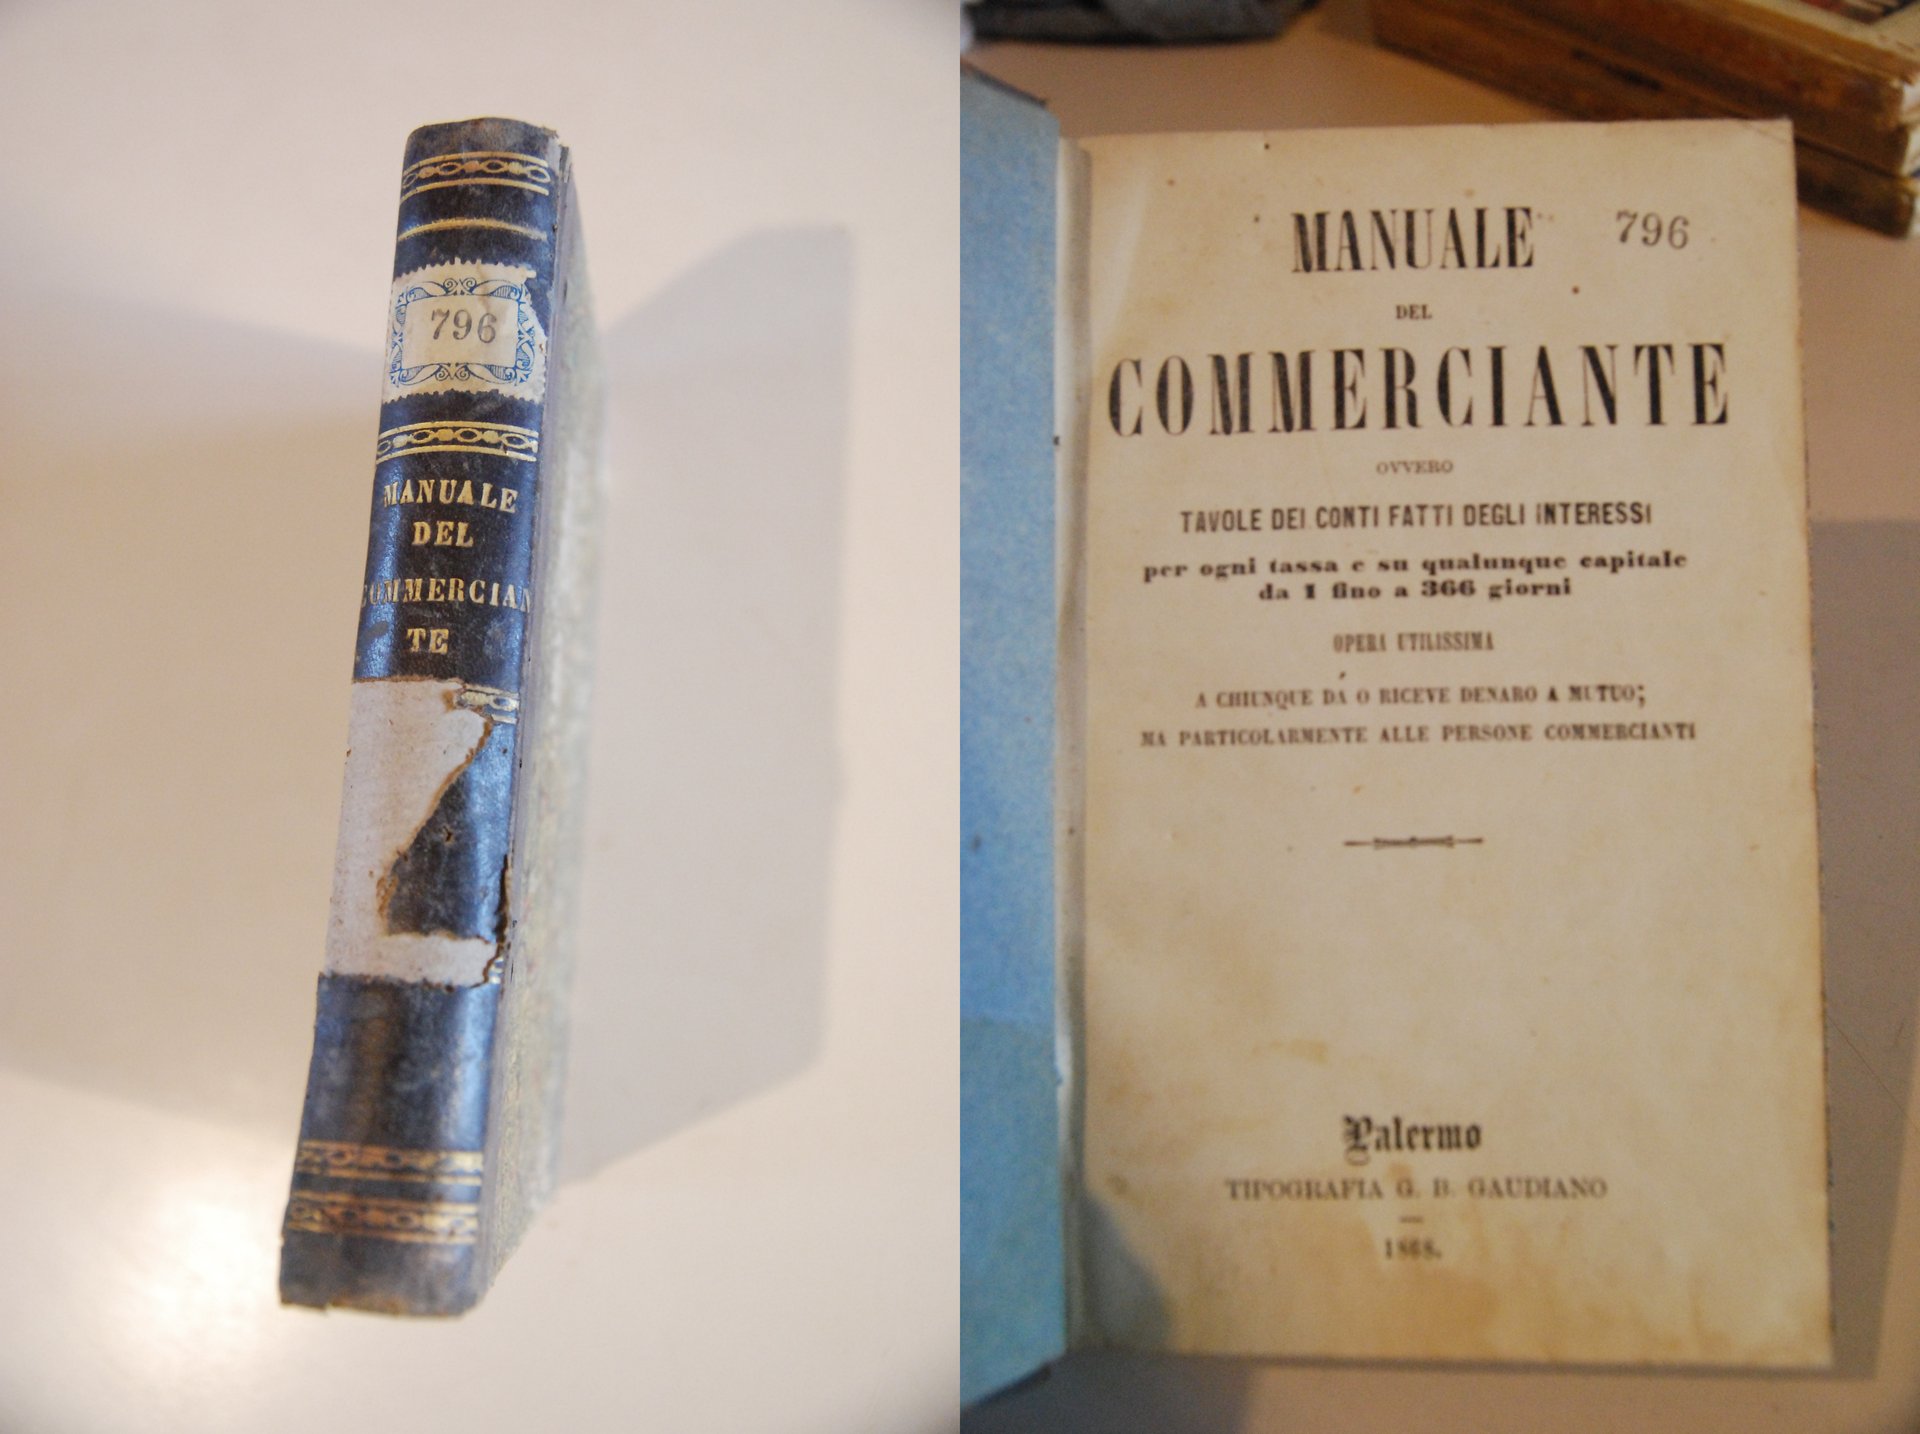 796
MANUALE
DEL
COMMERCIAN
TE
MANUALE
796
DEL
COMMERCIANTE
OVVERO
TAVOLE DEI CONTI FATTI DEGLI INTERESSI
per ogni tassa e su qualunque capitale
da 1 fino a 366 giorni
OPERA UTILISSIMA
A CHIUNQUE DÁ O RICEVE DENARO A MUTUO;
MA PARTICOLARMENTE ALLE PERSONE COMMERCIANTI
Palermo
TIPOGRAFIA G. B. GAUDIANO
1868.